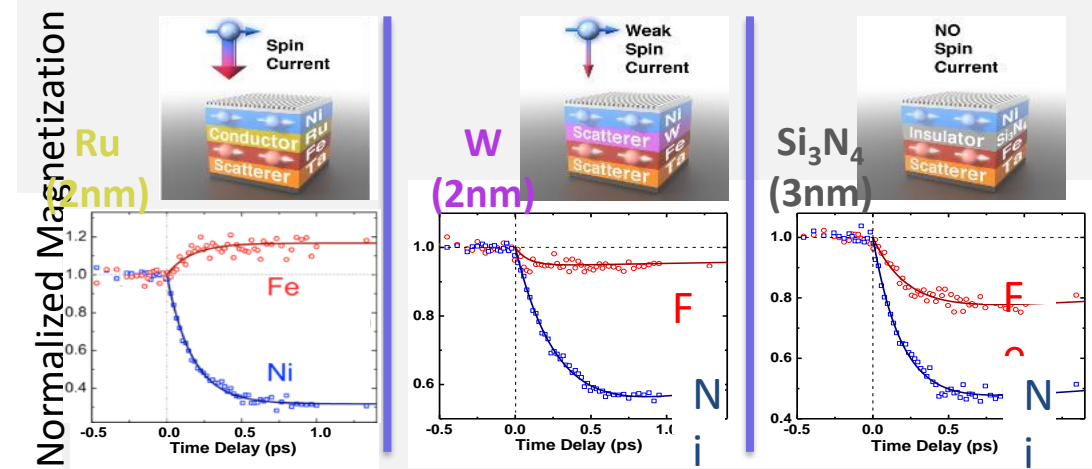 Normalized Magnetization
Spin
Current
Ni
Conductor Ru
Fe
Scatterer Ta
Ru
(2nm)
1.2
1.0
0.8
0.6
0.4
Fe
Ni
-0.5 0.0 0.5 1.0
Time Delay (ps)
Weak
Spin
Current
Ni
Scatterer W
Fe
Scatterer Ta
W
(2nm)
1.0
0.8
0.6
F
N
i
-0.5 0.0 0.5
Time Delay (ps)
NO
Spin
Current
Ni
Insulator Si₃N₄
Fe
Scatterer Ta
Si₃N₄
(3nm)
1.0
0.8
0.6
0.4
F
N
i
-0.5 0.0 0.5
Time Delay (ps)